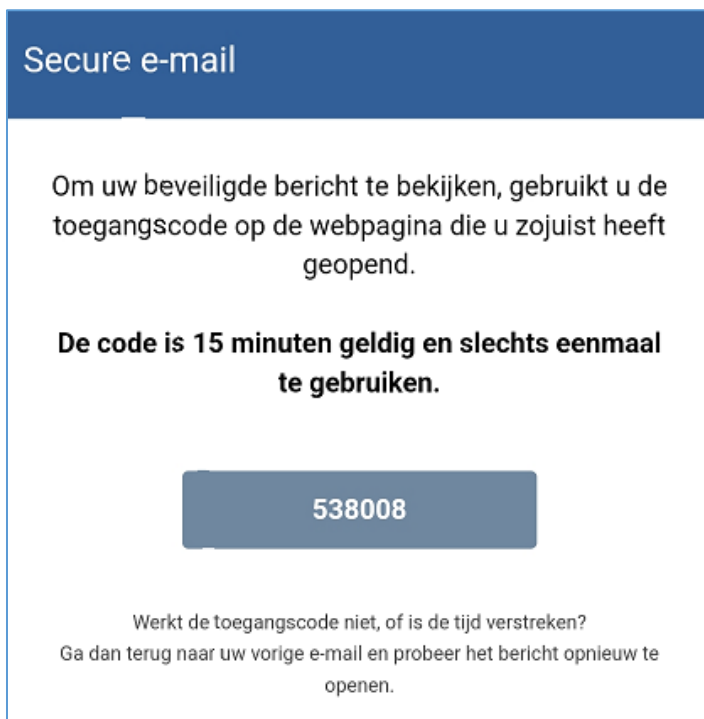 Secure e-mail
Om uw beveiligde bericht te bekijken, gebruikt u de
toegangscode op de webpagina die u zojuist heeft
geopend.
De code is 15 minuten geldig en slechts eenmaal
te gebruiken.
538008
Werkt de toegangscode niet, of is de tijd verstreken?
Ga dan terug naar uw vorige e-mail en probeer het bericht opnieuw te
openen.